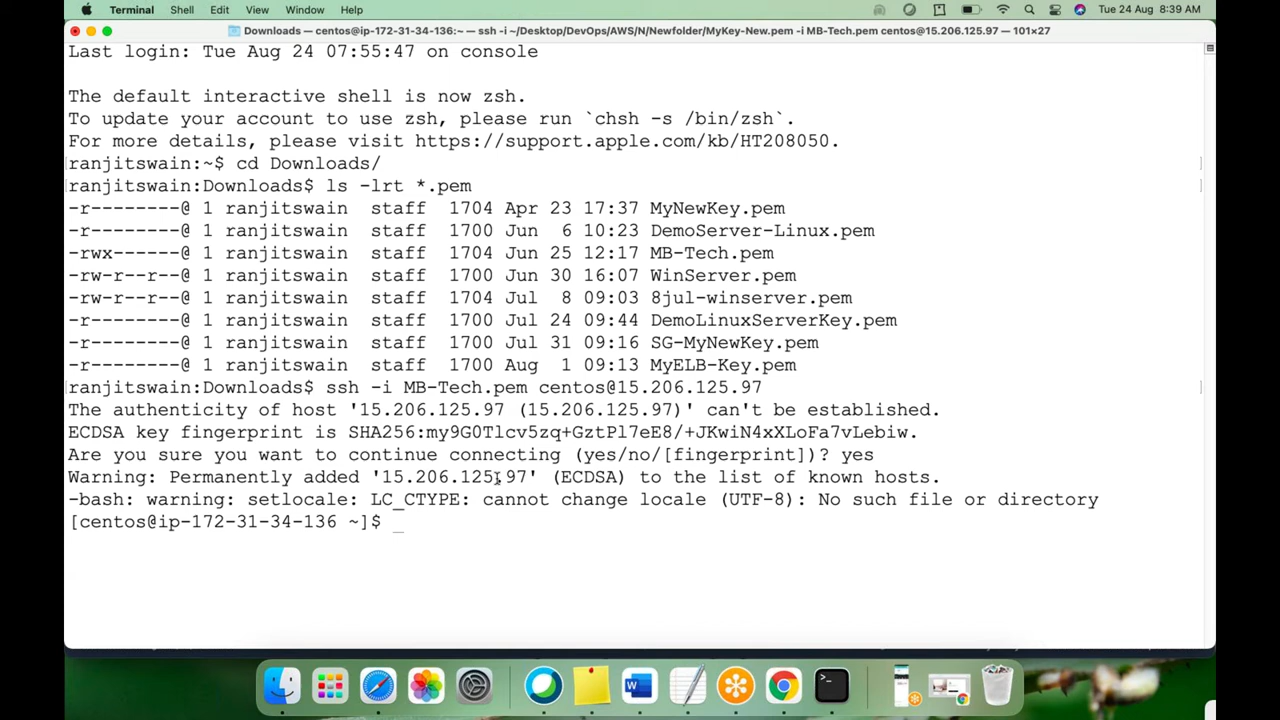 Terminal Shell Edit View Window Help Tue 24 Aug 8:39 AM
Downloads — centos@ip-172-31-34-136:~ — ssh -i ~/Desktop/DevOps/AWS/N/Newfolder/MyKey-New.pem -i MB-Tech.pem centos@15.206.125.97 — 101×27
Last login: Tue Aug 24 07:55:47 on console
The default interactive shell is now zsh.
To update your account to use zsh, please run `chsh -s /bin/zsh`.
For more details, please visit https://support.apple.com/kb/HT208050.
ranjitswain:~$ cd Downloads/
ranjitswain:Downloads$ ls -lrt *.pem
-r--------@ 1 ranjitswain  staff  1704 Apr 23 17:37 MyNewKey.pem
-r--------@ 1 ranjitswain  staff  1700 Jun  6 10:23 DemoServer-Linux.pem
-rwx------@ 1 ranjitswain  staff  1704 Jun 25 12:17 MB-Tech.pem
-rw-r--r--@ 1 ranjitswain  staff  1700 Jun 30 16:07 WinServer.pem
-rw-r--r--@ 1 ranjitswain  staff  1704 Jul  8 09:03 8jul-winserver.pem
-r--------@ 1 ranjitswain  staff  1700 Jul 24 09:44 DemoLinuxServerKey.pem
-r--------@ 1 ranjitswain  staff  1700 Jul 31 09:16 SG-MyNewKey.pem
-r--------@ 1 ranjitswain  staff  1700 Aug  1 09:13 MyELB-Key.pem
ranjitswain:Downloads$ ssh -i MB-Tech.pem centos@15.206.125.97
The authenticity of host '15.206.125.97 (15.206.125.97)' can't be established.
ECDSA key fingerprint is SHA256:my9G0Tlcv5zq+GztPl7eE8/+JKwiN4xXLoFa7vLebiw.
Are you sure you want to continue connecting (yes/no/[fingerprint])? yes
Warning: Permanently added '15.206.125.97' (ECDSA) to the list of known hosts.
-bash: warning: setlocale: LC_CTYPE: cannot change locale (UTF-8): No such file or directory
[centos@ip-172-31-34-136 ~]$ _